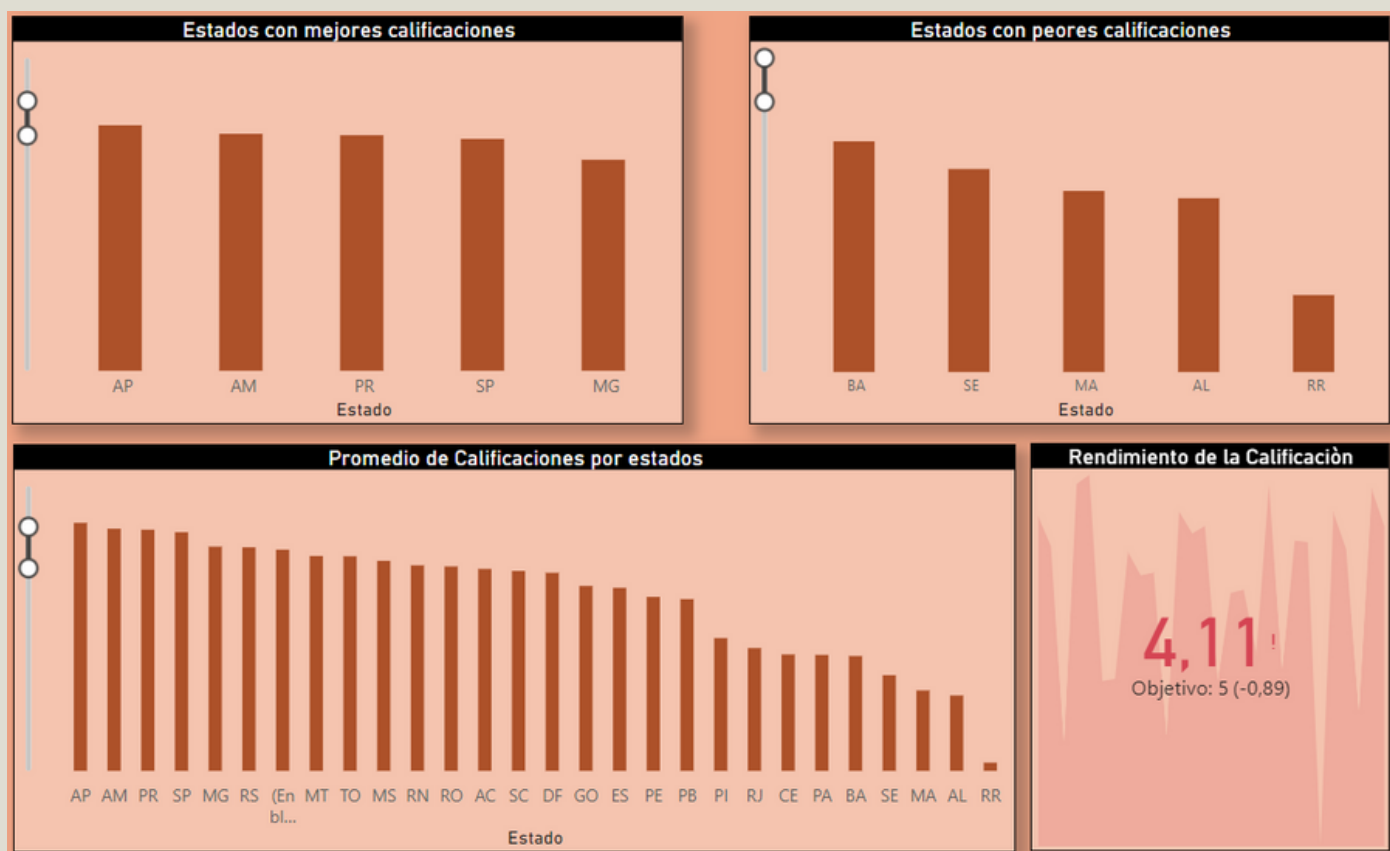 Estados con mejores calificaciones
AP AM PR SP MG
Estado
Estados con peores calificaciones
BA SE MA AL RR
Estado
Promedio de Calificaciones por estados
AP AM PR SP MG RS (En MT TO MS RN RO AC SC DF GO ES PE PB PI RJ CE PA BA SE MA AL RR
bl...
Estado
Rendimiento de la Calificaciòn
4,11!
Objetivo: 5 (-0,89)